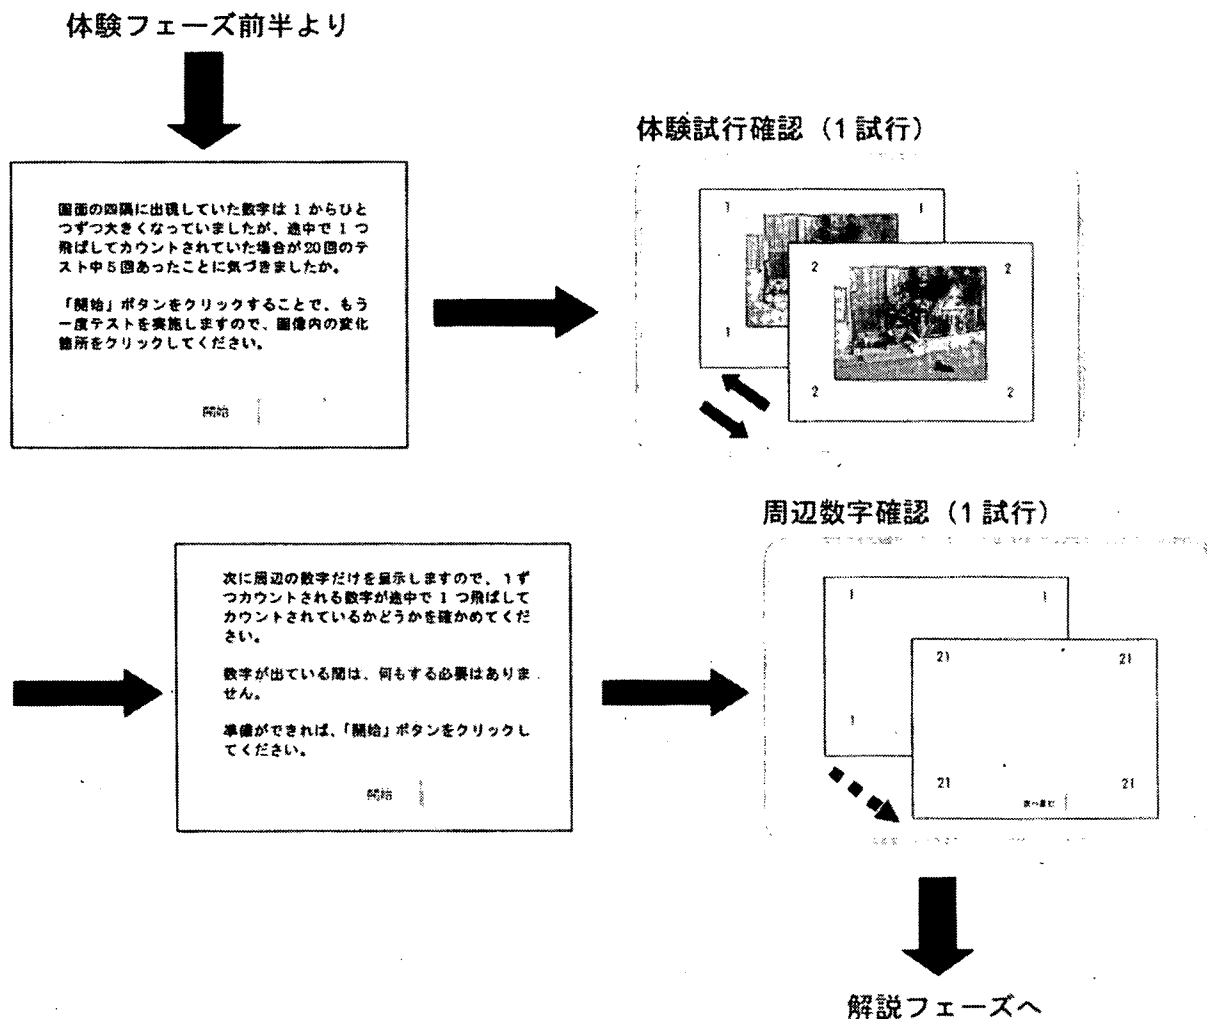 体験フェーズ前半より
画面の四隅に出現していた数字は 1 からひと
つずつ大きくなっていましたが、途中で 1 つ
飛ばしてカウントされていた場合が20回のテ
スト中5回あったことに気づきましたか。
「開始」ボタンをクリックすることで、もう
一度テストを実施しますので、画像内の変化
箇所をクリックしてください。
開始
体験試行確認(1試行)
1 1
1
2 2
2 2
次に周辺の数字だけを表示しますので、1ず
つカウントされる数字が途中で 1 つ飛ばして
カウントされているかどうかを確かめてくだ
さい。
数字が出ている間は、何もする必要はありま
せん。
準備ができれば、「開始」ボタンをクリックし
てください。
開始
周辺数字確認(1試行)
1 1
1
21 21
21 21
次へ進む
解説フェーズへ